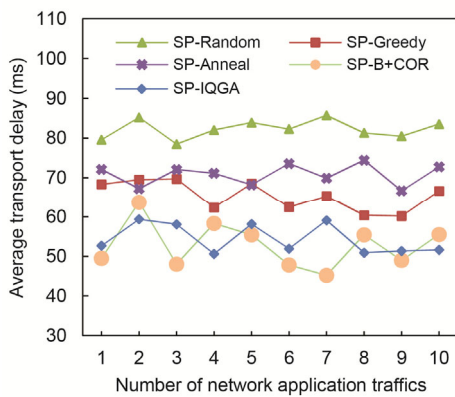 110
100
90
80
70
60
50
40
30
Average transport delay (ms)
SP-Random SP-Greedy
SP-Anneal SP-B+COR
SP-IQGA
1 2 3 4 5 6 7 8 9 10
Number of network application traffics